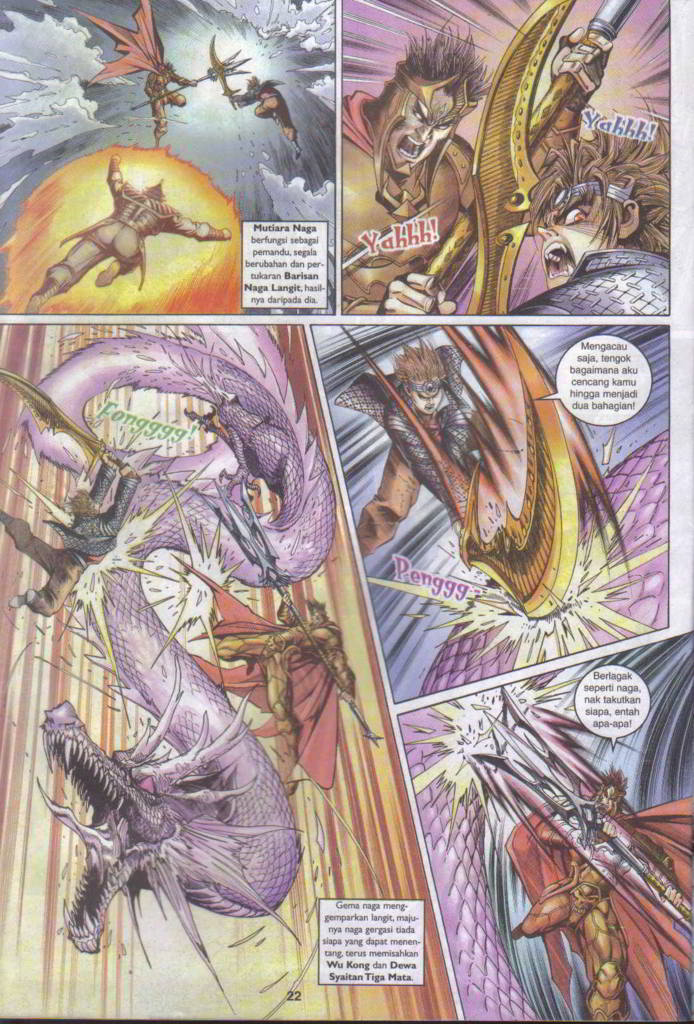 Mutiara Naga
berfungsi sebagai
pemandu, segala
berubahan dan per-
tukaran Barisan
Naga Langit, hasil-
nya daripada dia.
Yahhh!
Yahhh!
Fongggg!
Mengacau
saja, tengok
bagaimana aku
cencang kamu
hingga menjadi
dua bahagian!
Penggg
Berlagak
seperti naga,
nak takutkan
siapa, entah
apa-apa!
Gema naga meng-
gemparkan langit, maju-
nya naga gergasi tiada
siapa yang dapat menen-
tang, terus memisahkan
Wu Kong dan Dewa
Syaitan Tiga Mata.
22